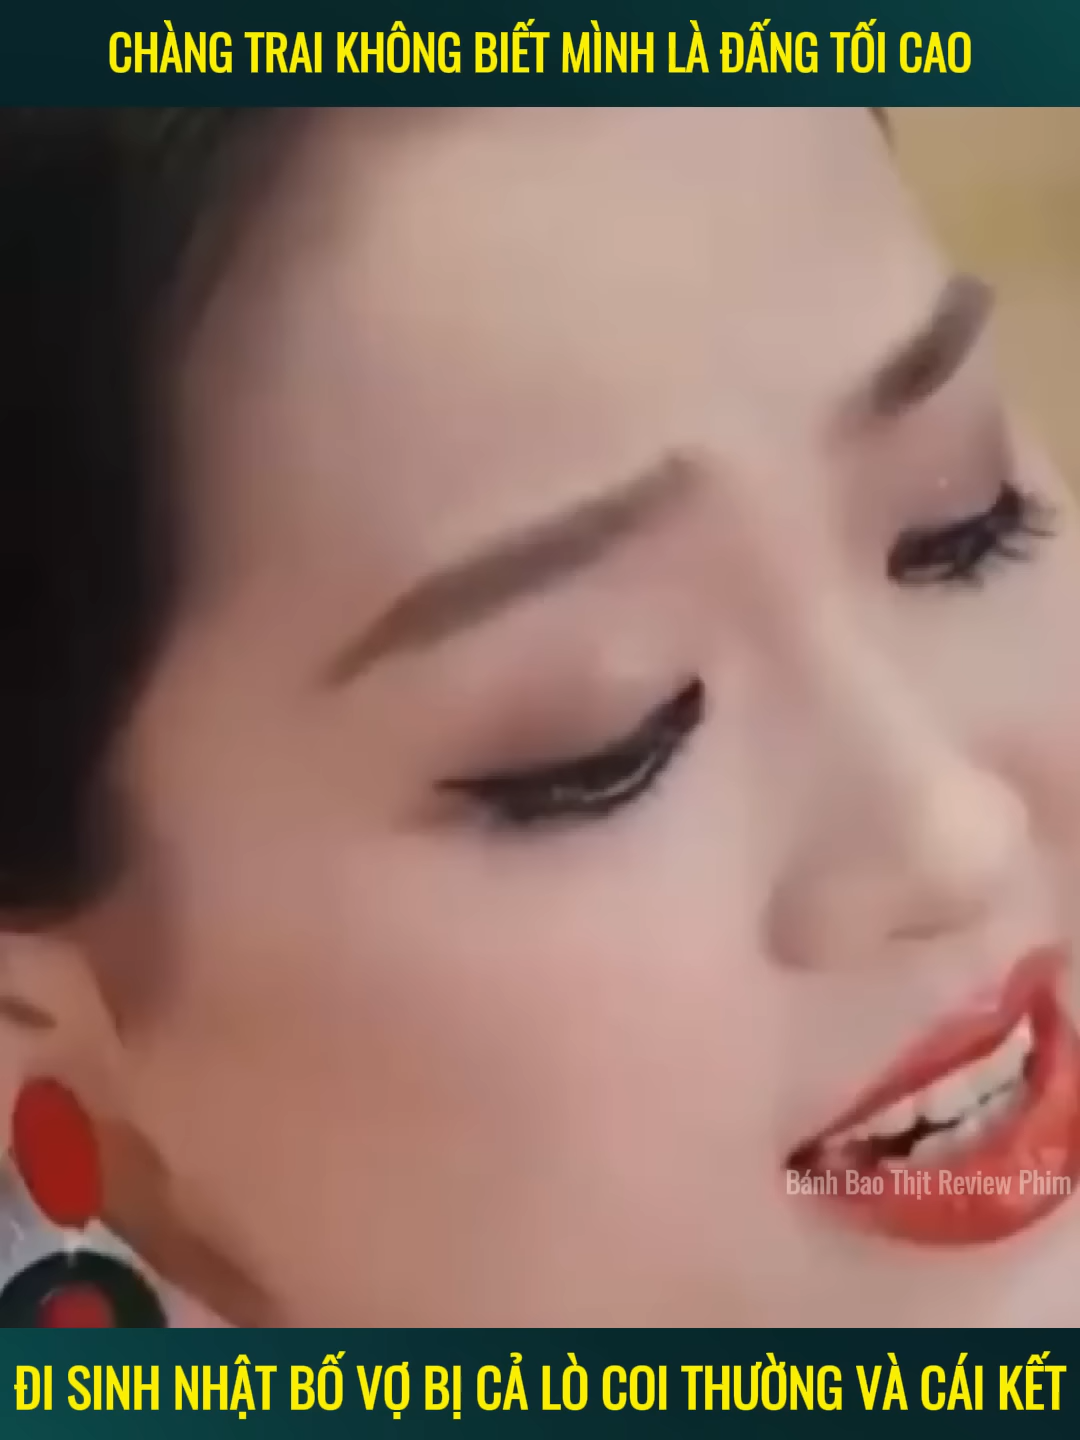 CHÀNG TRAI KHÔNG BIẾT MÌNH LÀ ĐẤNG TỐI CAO
Bánh Bao Thịt Review Phim
ĐI SINH NHẬT BỐ VỢ BỊ CẢ LÒ COI THƯỜNG VÀ CÁI KẾT